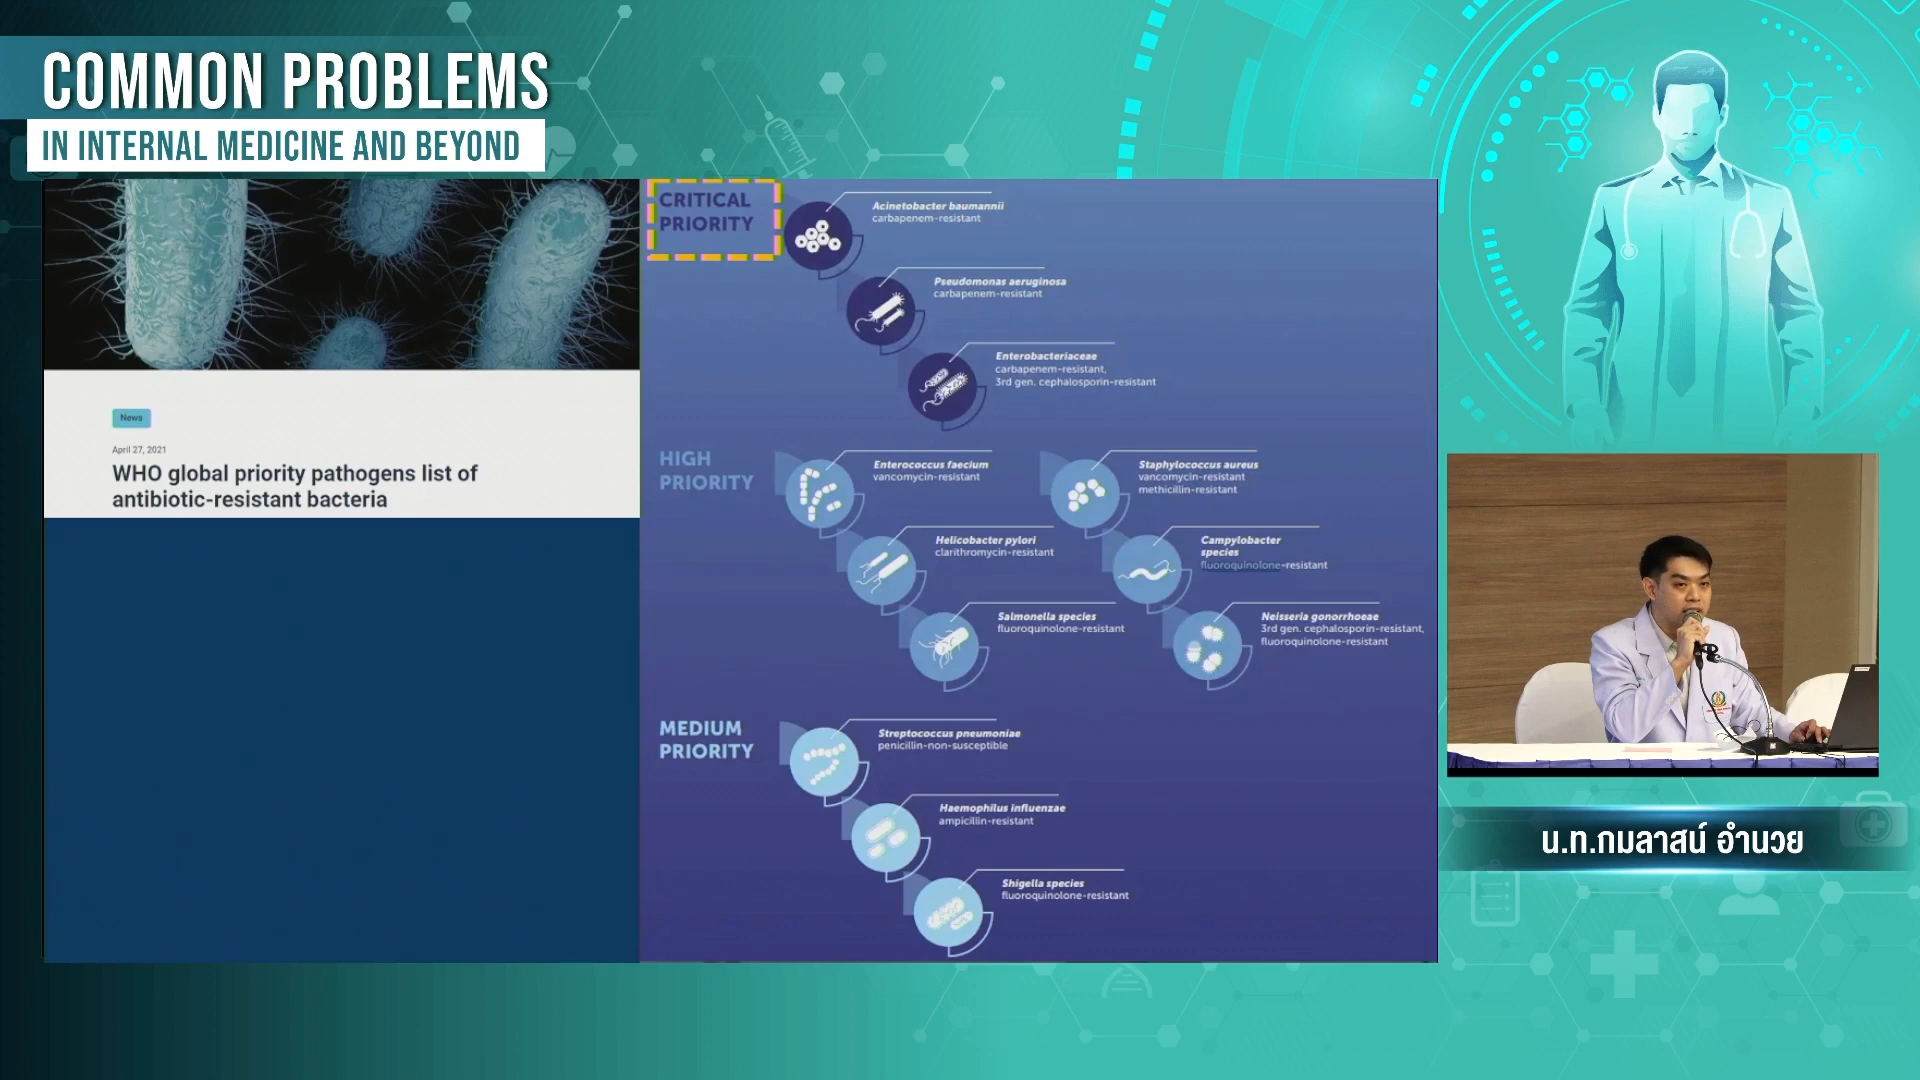 COMMON PROBLEMS
IN INTERNAL MEDICINE AND BEYOND
News
April 27, 2021
WHO global priority pathogens list of
antibiotic-resistant bacteria
CRITICAL
PRIORITY
Acinetobacter baumannii
carbapenem-resistant
Pseudomonas aeruginosa
carbapenem-resistant
Enterobacteriaceae
carbapenem-resistant,
3rd gen. cephalosporin-resistant
HIGH
PRIORITY
Enterococcus faecium
vancomycin-resistant
Helicobacter pylori
clarithromycin-resistant
Salmonella species
fluoroquinolone-resistant
Staphylococcus aureus
vancomycin-resistant
methicillin-resistant
Campylobacter
species
fluoroquinolone-resistant
Neisseria gonorrhoeae
3rd gen. cephalosporin-resistant,
fluoroquinolone-resistant
MEDIUM
PRIORITY
Streptococcus pneumoniae
penicillin-non-susceptible
Haemophilus influenzae
ampicillin-resistant
Shigella species
fluoroquinolone-resistant
น.ท.กมลาสน์ อำนวย